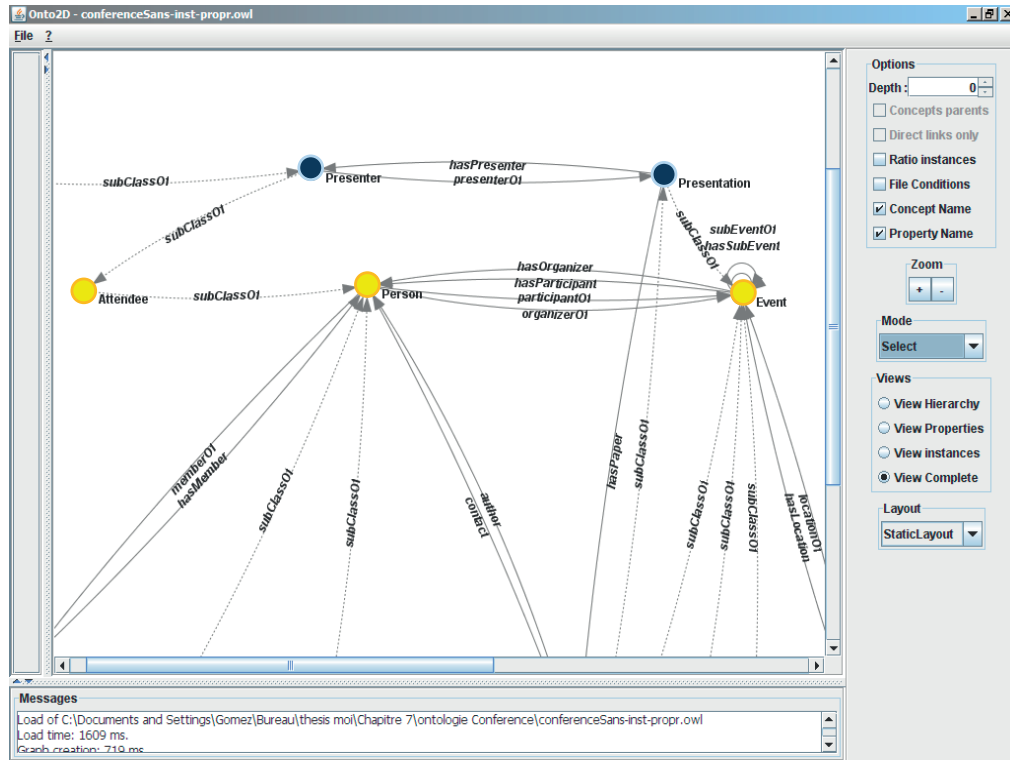 Onto2D - conferenceSans-inst-propr.owl
File ?
Options
Depth : 0
Concepts parents
Direct links only
Ratio instances
File Conditions
Concept Name
Property Name
Zoom
+ -
Mode
Select
Views
View Hierarchy
View Properties
View instances
View Complete
Layout
StaticLayout
hasPresenter
presenterOf
Presenter
Presentation
subClassOf
subClassOf
subClassOf
subEventOf
hasSubEvent
Attendee
subClassOf
Person
hasOrganizer
hasParticipant
participantOf
organizerOf
Event
memberOf
hasMember
subClassOf
subClassOf
author
contact
hasPaper
subClassOf
subClassOf
subClassOf
subClassOf
locationOf
hasLocation
Messages
Load of C:\Documents and Settings\Gomez\Bureau\thesis moi\Chapitre 7\ontologie Conference\conferenceSans-inst-propr.owl
Load time: 1609 ms.
Graph creation: 719 ms.